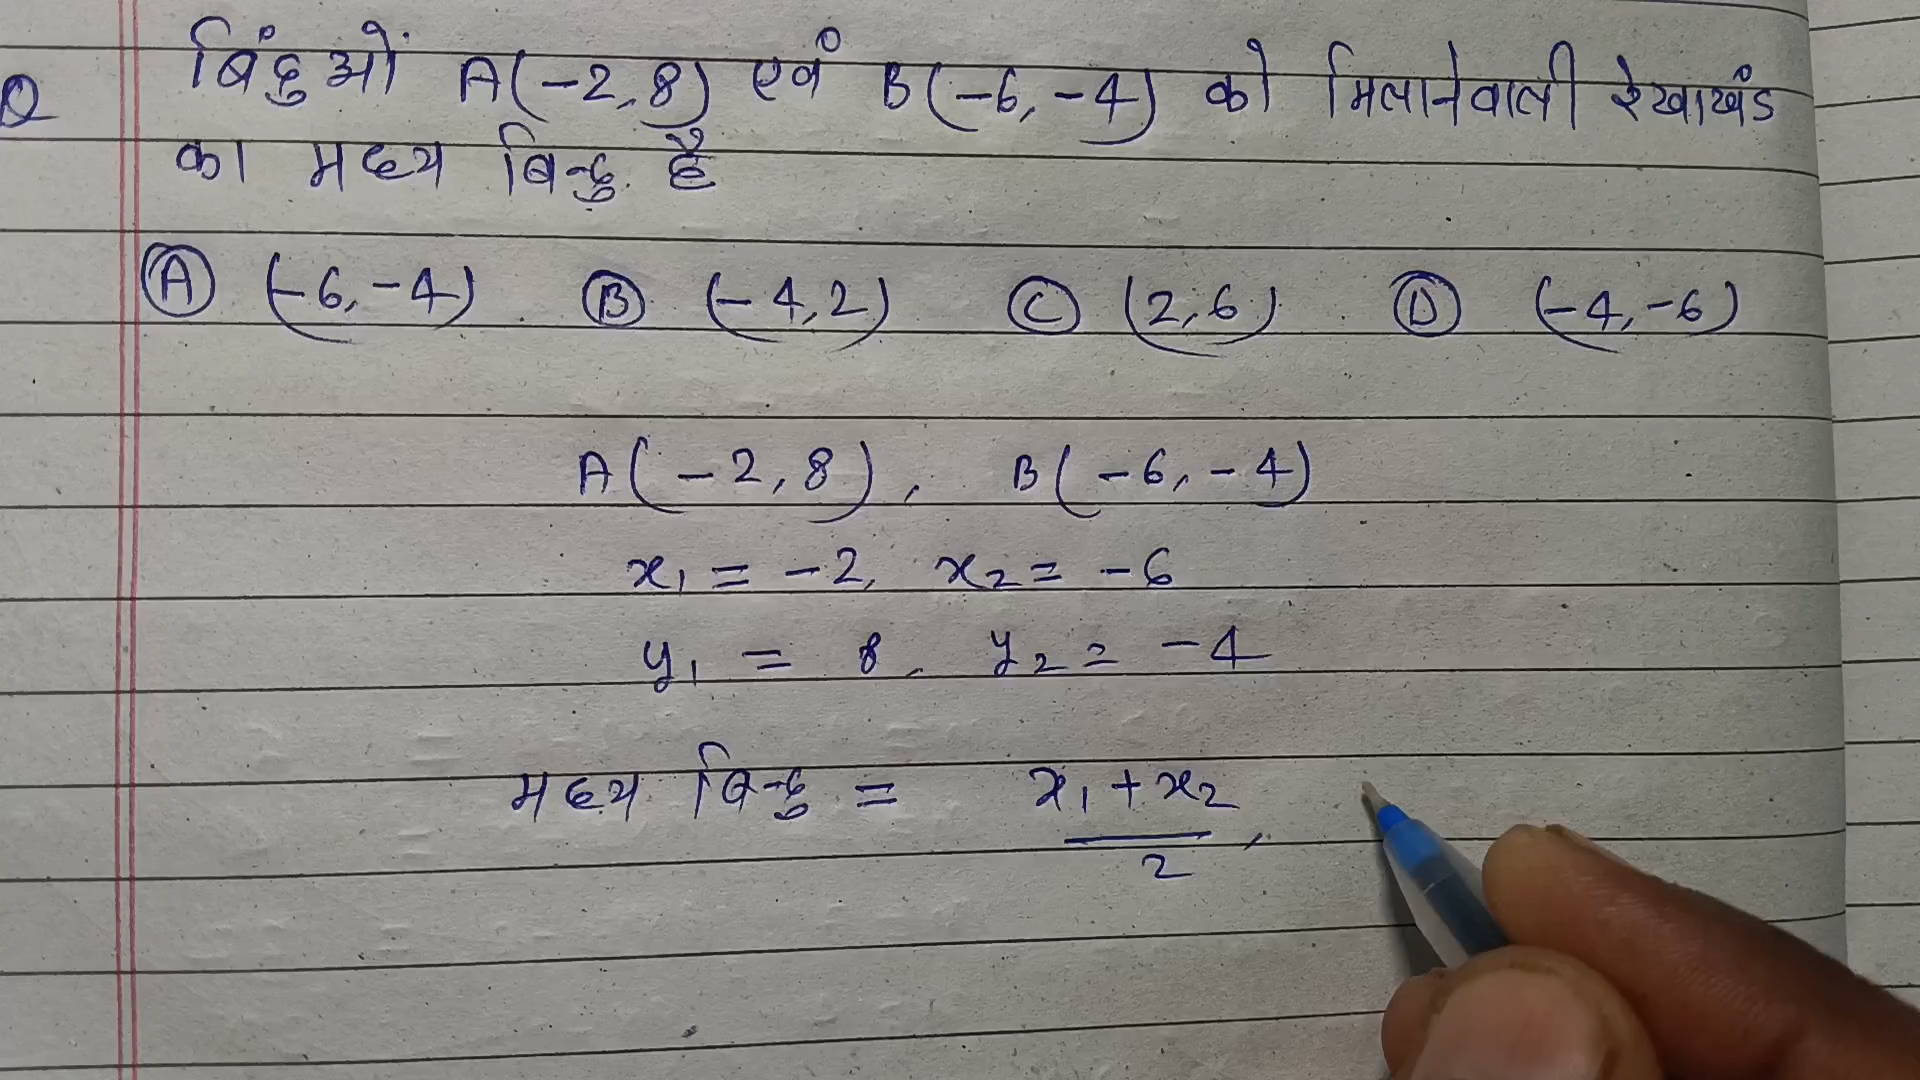 Q बिंदुओं A(-2,8) एवं B(-6,-4) को मिलानेवाली रेखाखंड
का मध्य बिन्दु है
Ⓐ (-6,-4) Ⓑ (-4,2) Ⓒ (2,6) Ⓓ (-4,-6)
A(-2,8), B(-6,-4)
x₁ = -2, x₂ = -6
y₁ = 8, y₂ = -4
मध्य बिन्दु = x₁+x₂
2 ,